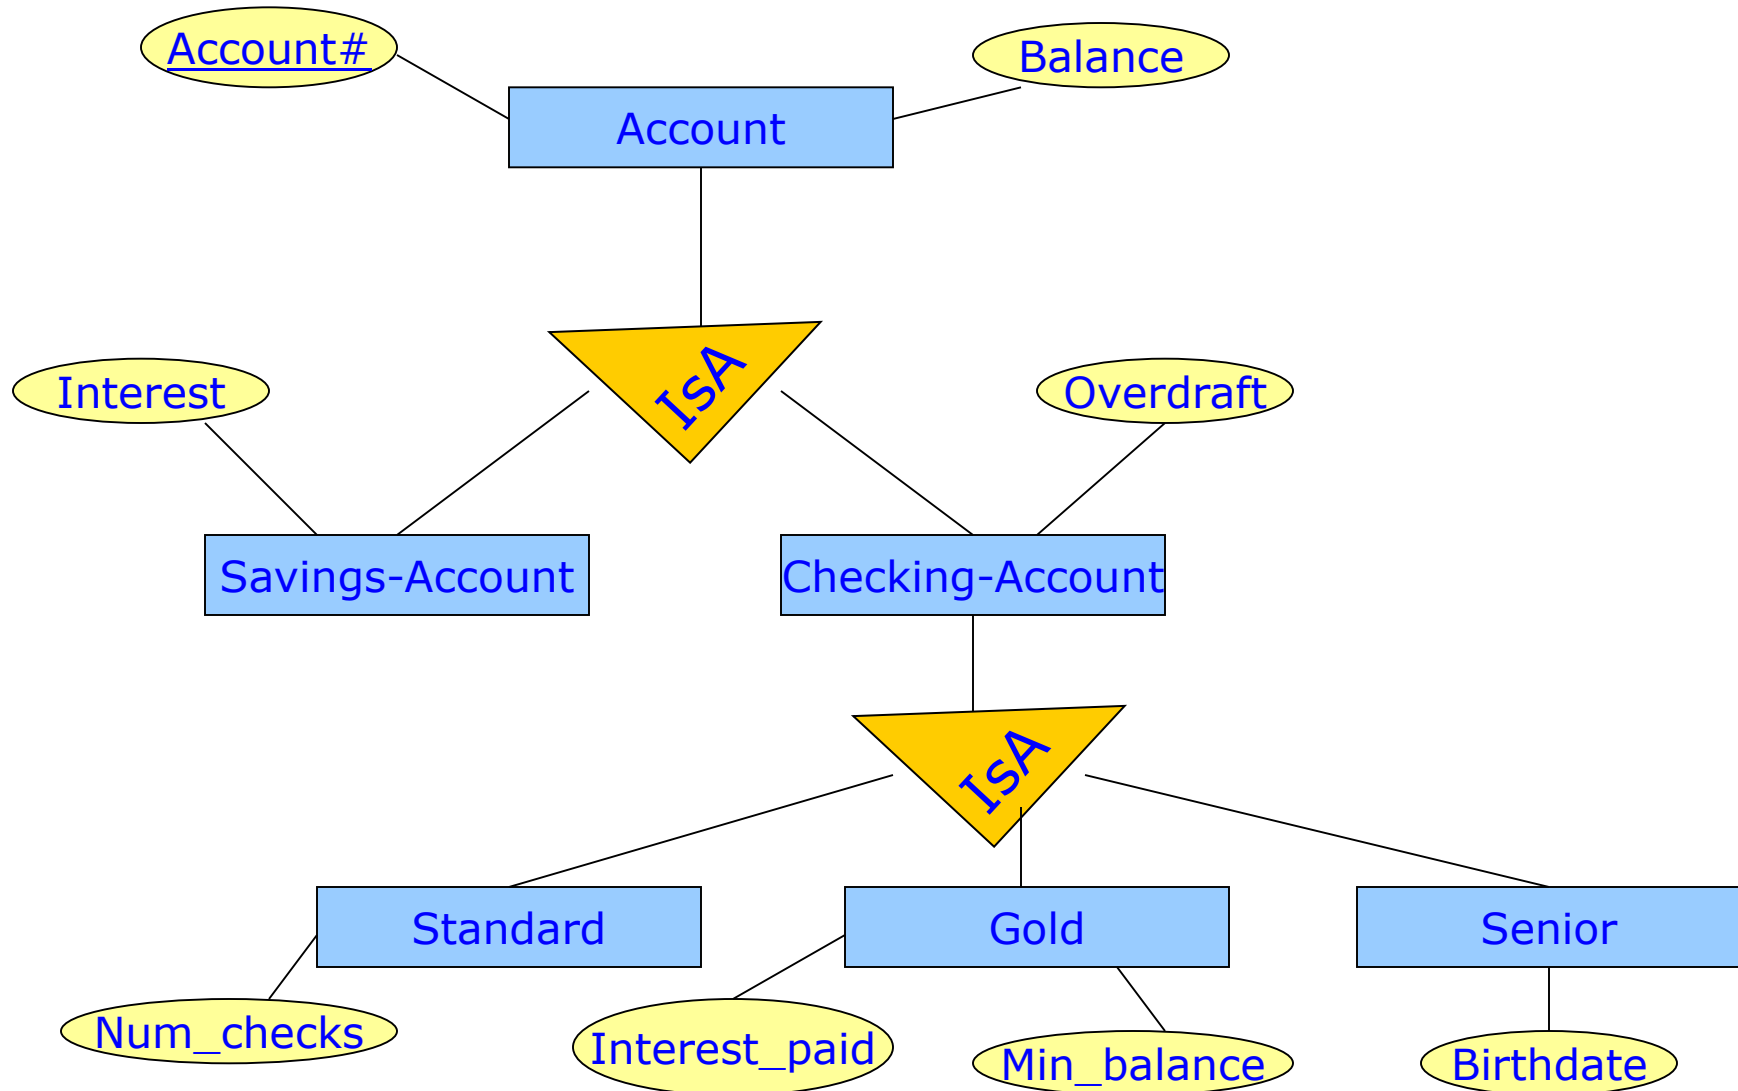 Account#
Balance
Account
IsA
Interest
Overdraft
Savings-Account
Checking-Account
IsA
Standard
Gold
Senior
Num_checks
Interest_paid
Min_balance
Birthdate